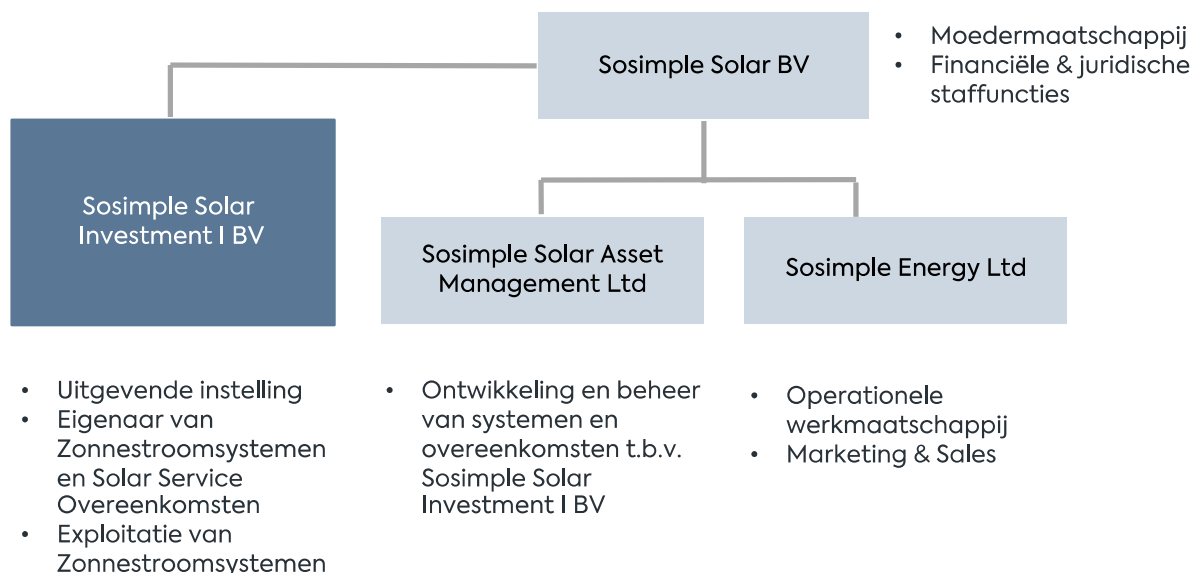 Sosimple Solar BV
• Moedermaatschappij
• Financiële & juridische
staffuncties
Sosimple Solar
Investment I BV
Sosimple Solar Asset
Management Ltd
Sosimple Energy Ltd
• Uitgevende instelling
• Eigenaar van
Zonnestroomsystemen
en Solar Service
Overeenkomsten
• Exploitatie van
Zonnestroomsystemen
• Ontwikkeling en beheer
van systemen en
overeenkomsten t.b.v.
Sosimple Solar
Investment I BV
• Operationele
werkmaatschappij
• Marketing & Sales